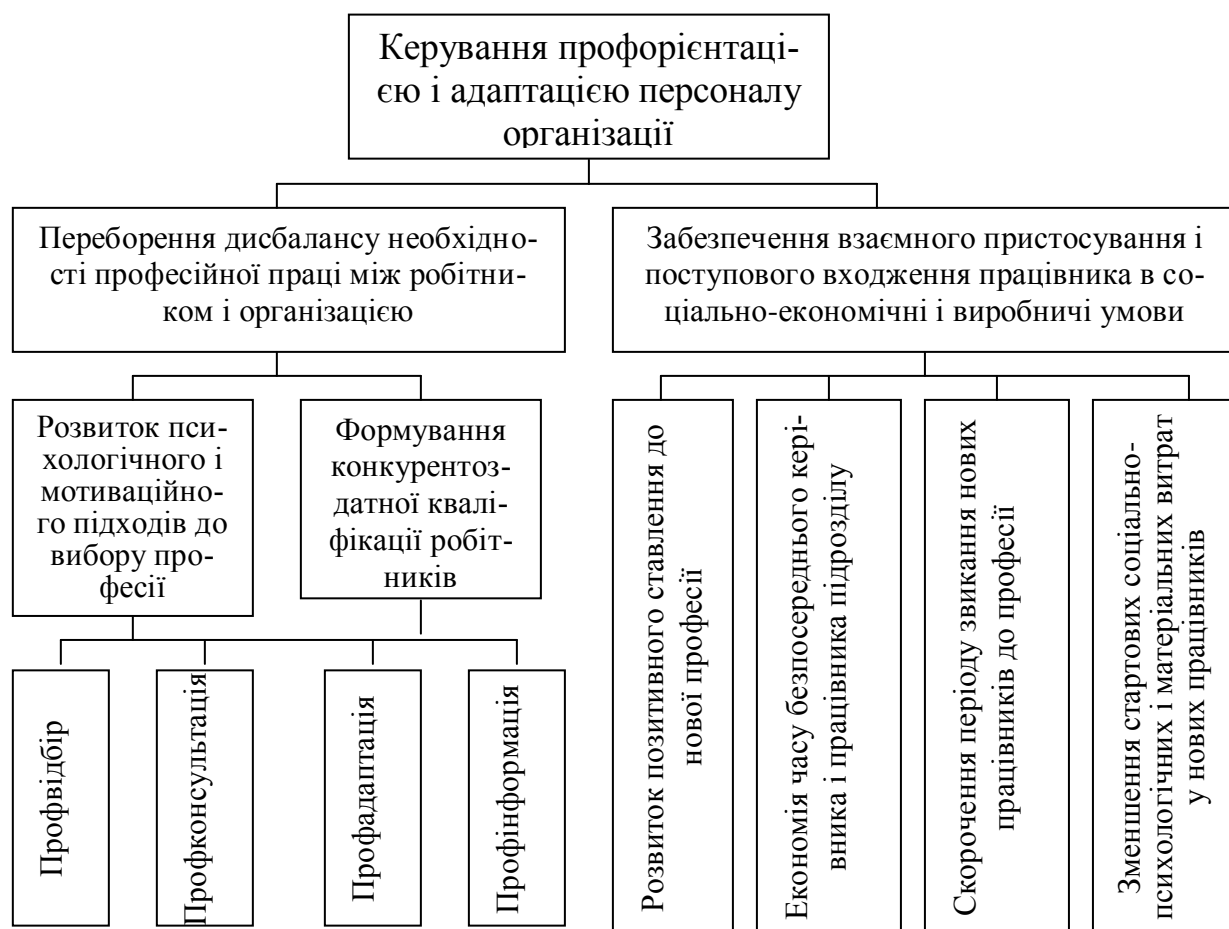 Керування профорієнтаці-
єю і адаптацією персоналу
організації
Переборення дисбалансу необхідно-
сті професійної праці між робітни-
ком і організацією
Забезпечення взаємного пристосування і
поступового входження працівника в со-
ціально-економічні і виробничі умови
Розвиток пси-
хологічного і
мотиваційно-
го підходів до
вибору про-
фесії
Формування
конкурентоз-
датної квалі-
фікації робіт-
ників
Профвідбір
Профконсультація
Профадаптація
Профінформація
Розвиток позитивного ставлення до
нової професії
Економія часу безпосереднього кері-
вника і працівника підрозділу
Скорочення періоду звикання нових
працівників до професії
Зменшення стартових соціально-
психологічних і матеріальних витрат
у нових працівників